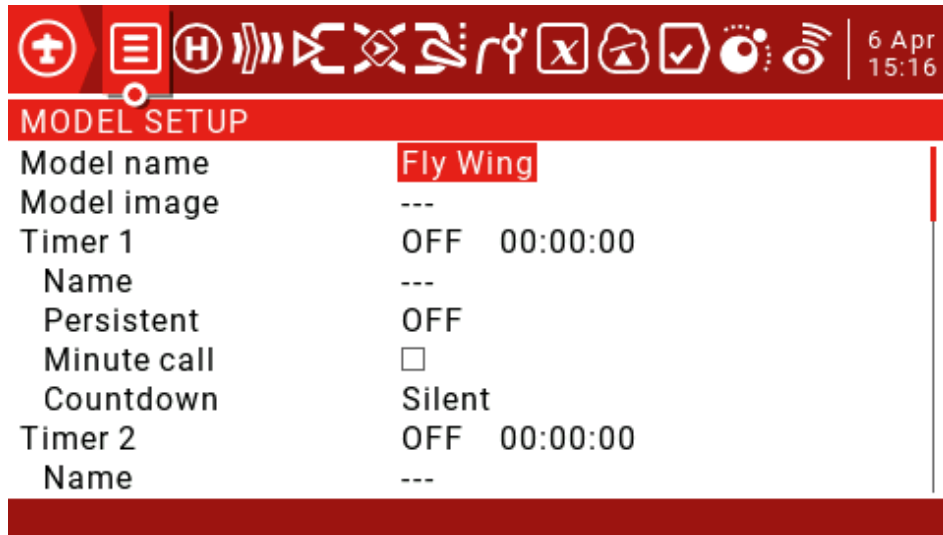 H x 6 Apr
15:16
MODEL SETUP
Model name Fly Wing
Model image ---
Timer 1 OFF 00:00:00
Name ---
Persistent OFF
Minute call
Countdown Silent
Timer 2 OFF 00:00:00
Name ---